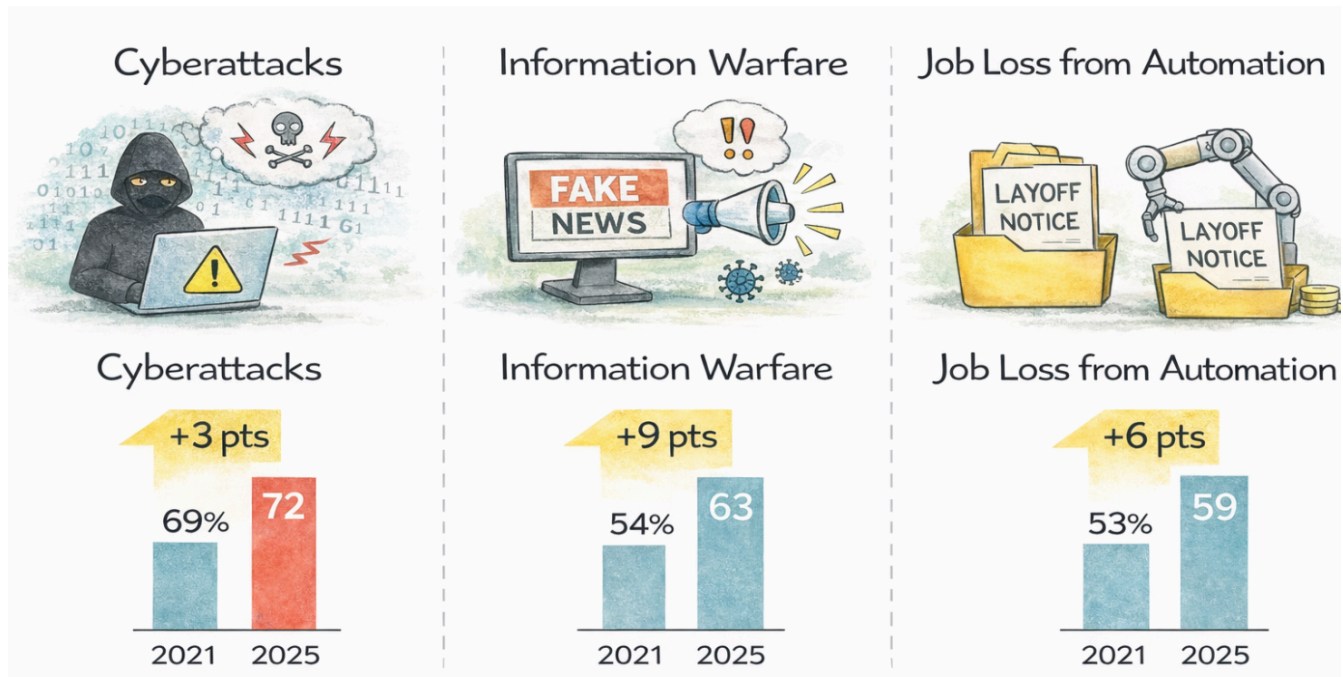 Cyberattacks
Information Warfare
Job Loss from Automation
FAKE
NEWS
LAYOFF
NOTICE
LAYOFF
NOTICE
Cyberattacks
+3 pts
69%
72
2021 2025
Information Warfare
+9 pts
54%
63
2021 2025
Job Loss from Automation
+6 pts
53%
59
2021 2025